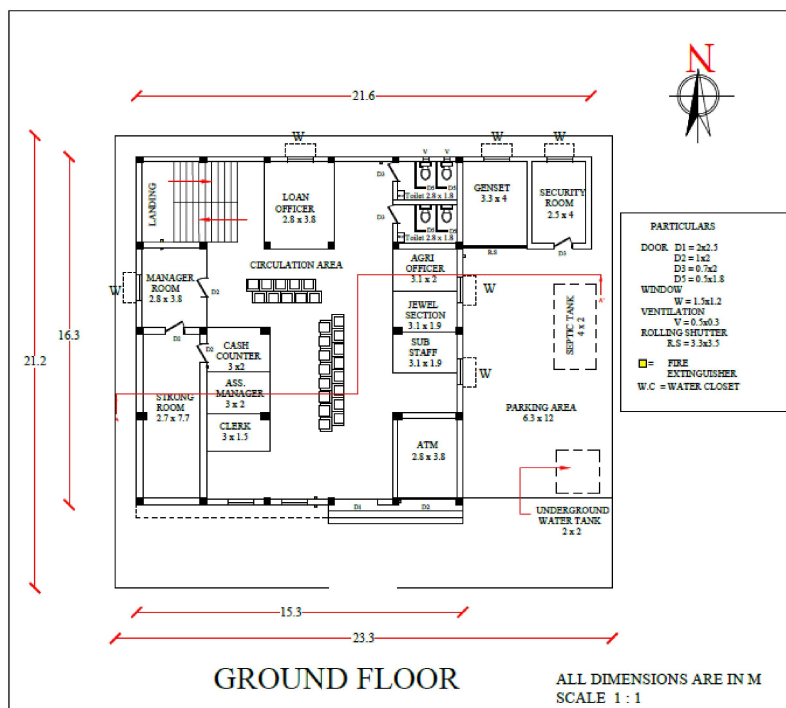 N
21.6
W
W
W
V V
D3
D5 D5
LANDING
LOAN
OFFICER
2.8 x 3.8
Toilet 2.8 x 1.8
GENSET
3.3 x 4
SECURITY
ROOM
2.5 x 4
D3
D5 D5
Toilet 2.8 x 1.8
R.S
D3
CIRCULATION AREA
AGRI
OFFICER
3.1 x 2
MANAGER
ROOM
2.8 x 3.8
W
D2
W
JEWEL
SECTION
3.1 x 1.9
A'
SEPTIC TANK
4 x 2
16.3
21.2
D1
D2
CASH
COUNTER
3 x2
SUB
STAFF
3.1 x 1.9
W
ASS.
MANAGER
3 x 2
STRONG
ROOM
2.7 x 7.7
A
CLERK
3 x 1.5
PARKING AREA
6.3 x 12
ATM
2.8 x 3.8
D1
D2
UNDERGROUND
WATER TANK
2 x 2
PARTICULARS
DOOR D1 = 2x2.5
D2 = 1x2
D3 = 0.7x2
D5 = 0.5x1.8
WINDOW
W = 1.5x1.2
VENTILATION
V = 0.5x0.3
ROLLING SHUTTER
R.S = 3.3x3.5
= FIRE
EXTINGUISHER
W.C = WATER CLOSET
15.3
23.3
GROUND FLOOR
ALL DIMENSIONS ARE IN M
SCALE 1 : 1